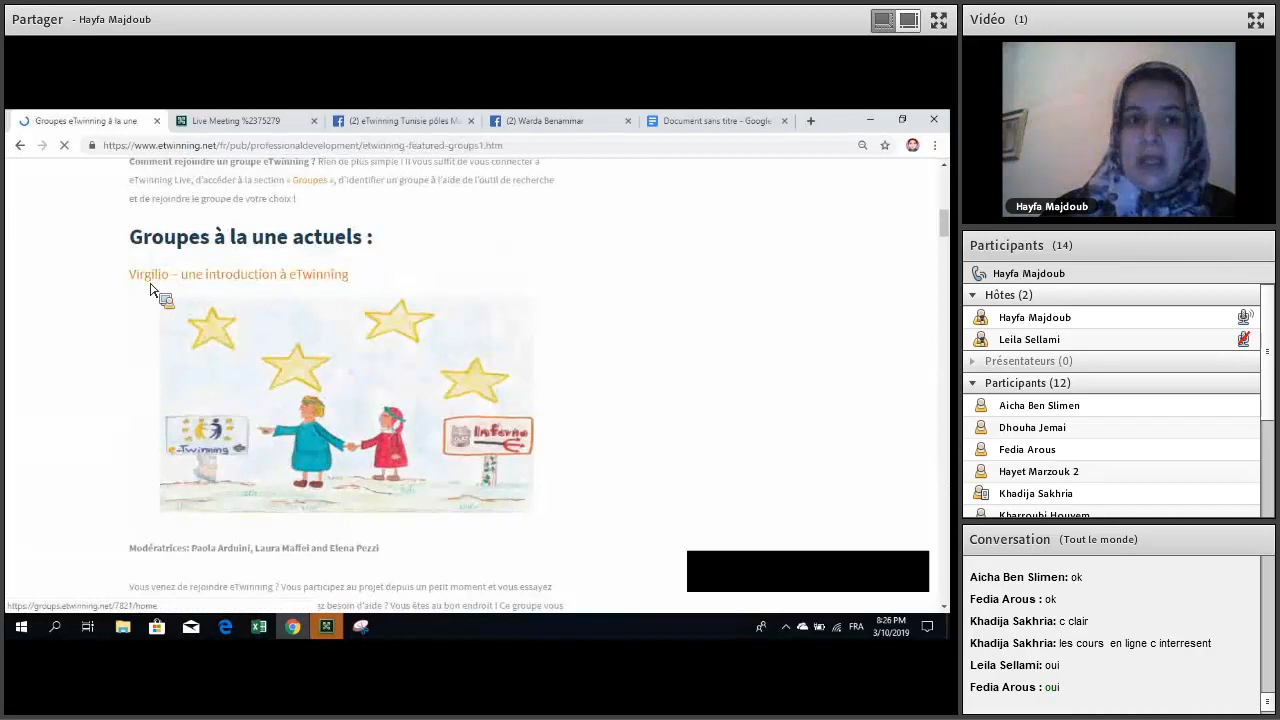 Partager - Hayfa Majdoub
Groupes eTwinning à la une
Live Meeting %2375279
(2) eTwinning Tunisie pôles M
(2) Warda Benammar
Document sans titre - Google
https://www.etwinning.net/fr/pub/professionaldevelopment/etwinning-featured-groups1.htm
Comment rejoindre un groupe eTwinning ? Rien de plus simple ! Il vous suffit de vous connecter à
eTwinning Live, d'accéder à la section « Groupes », d'identifier un groupe à l'aide de l'outil de recherche
et de rejoindre le groupe de votre choix !
Groupes à la une actuels :
Virgilio – une introduction à eTwinning
e-Twinning
Inferno
Modératrices: Paola Arduini, Laura Maffei and Elena Pezzi
Vous venez de rejoindre eTwinning ? Vous participez au projet depuis un petit moment et vous essayez
ez besoin d'aide ? Vous êtes au bon endroit ! Ce groupe vous
https://groups.etwinning.net/7821/home
FRA
8:26 PM
3/10/2019
Vidéo (1)
Hayfa Majdoub
Participants (14)
Hayfa Majdoub
Hôtes (2)
Hayfa Majdoub
Leila Sellami
Présentateurs (0)
Participants (12)
Aicha Ben Slimen
Dhouha Jemai
Fedia Arous
Hayet Marzouk 2
Khadija Sakhria
Kharroubi Houyem
Conversation (Tout le monde)
Aicha Ben Slimen: ok
Fedia Arous : ok
Khadija Sakhria: c clair
Khadija Sakhria: les cours en ligne c interresent
Leila Sellami: oui
Fedia Arous : oui